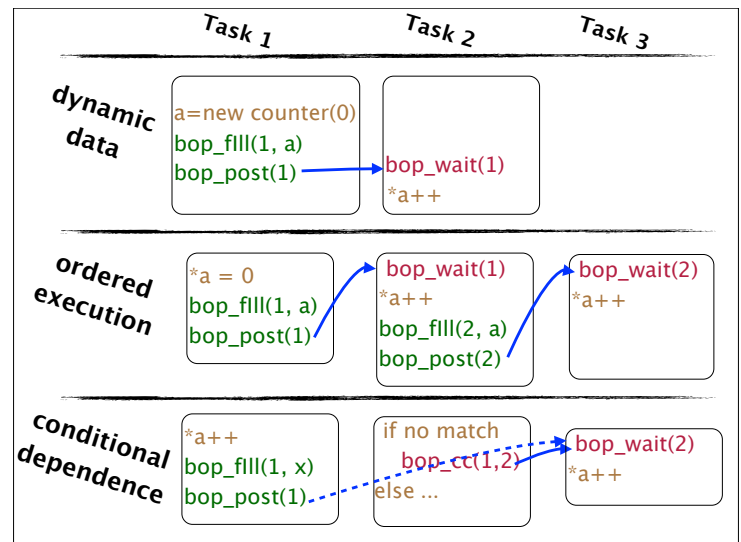 Task 1
Task 2
Task 3
dynamic
data
a=new counter(0)
bop_fIll(1, a)
bop_post(1)
bop_wait(1)
*a++
ordered
execution
*a = 0
bop_fIll(1, a)
bop_post(1)
bop_wait(1)
*a++
bop_fIll(2, a)
bop_post(2)
bop_wait(2)
*a++
conditional
dependence
*a++
bop_fIll(1, x)
bop_post(1)
if no match
bop_cc(1,2)
else ...
bop_wait(2)
*a++